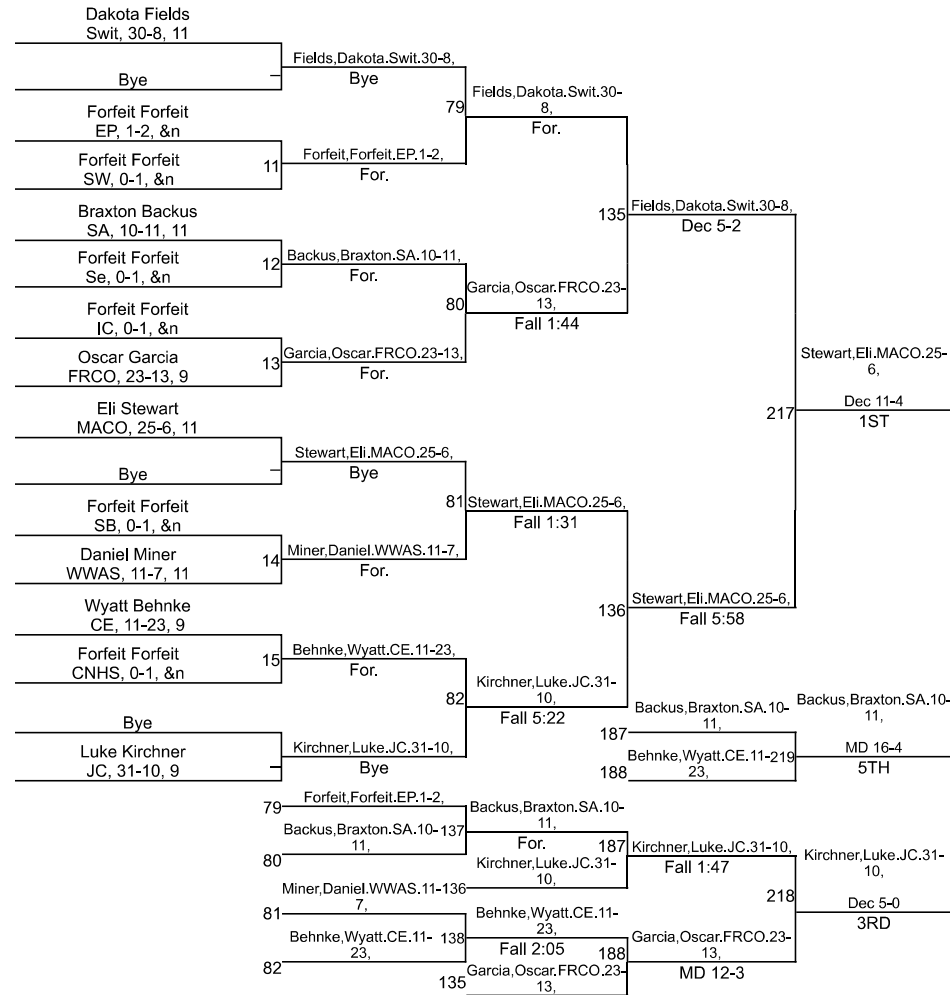 Dakota Fields
Swit, 30-8, 11
Fields,Dakota.Swit.30-8,
Bye
Bye
79
Fields,Dakota.Swit.30-
8,
For.
Forfeit Forfeit
EP, 1-2, &n
Forfeit Forfeit
SW, 0-1, &n
11
Forfeit,Forfeit.EP.1-2,
For.
135
Fields,Dakota.Swit.30-8,
Dec 5-2
Braxton Backus
SA, 10-11, 11
Forfeit Forfeit
Se, 0-1, &n
12
Backus,Braxton.SA.10-11,
For.
80
Garcia,Oscar.FRCO.23-
13,
Fall 1:44
Forfeit Forfeit
IC, 0-1, &n
Oscar Garcia
FRCO, 23-13, 9
13
Garcia,Oscar.FRCO.23-13,
For.
217
Stewart,Eli.MACO.25-
6,
Dec 11-4
1ST
Eli Stewart
MACO, 25-6, 11
Bye
Stewart,Eli.MACO.25-6,
Bye
81
Stewart,Eli.MACO.25-6,
Fall 1:31
Forfeit Forfeit
SB, 0-1, &n
Daniel Miner
WWAS, 11-7, 11
14
Miner,Daniel.WWAS.11-7,
For.
136
Stewart,Eli.MACO.25-6,
Fall 5:58
Wyatt Behnke
CE, 11-23, 9
Forfeit Forfeit
CNHS, 0-1, &n
15
Behnke,Wyatt.CE.11-23,
For.
82
Kirchner,Luke.JC.31-
10,
Fall 5:22
Bye
Luke Kirchner
JC, 31-10, 9
Kirchner,Luke.JC.31-10,
Bye
187
Backus,Braxton.SA.10-
11,
188
Behnke,Wyatt.CE.11-
23,
219
Backus,Braxton.SA.10-
11,
MD 16-4
5TH
79
Forfeit,Forfeit.EP.1-2,
80
Backus,Braxton.SA.10-
11,
137
Backus,Braxton.SA.10-
11,
For.
187
136
Kirchner,Luke.JC.31-
10,
Kirchner,Luke.JC.31-10,
Fall 1:47
81
Miner,Daniel.WWAS.11-
7,
82
Behnke,Wyatt.CE.11-
23,
138
Behnke,Wyatt.CE.11-
23,
Fall 2:05
188
135
Garcia,Oscar.FRCO.23-
13,
Garcia,Oscar.FRCO.23-
13,
MD 12-3
218
Kirchner,Luke.JC.31-
10,
Dec 5-0
3RD